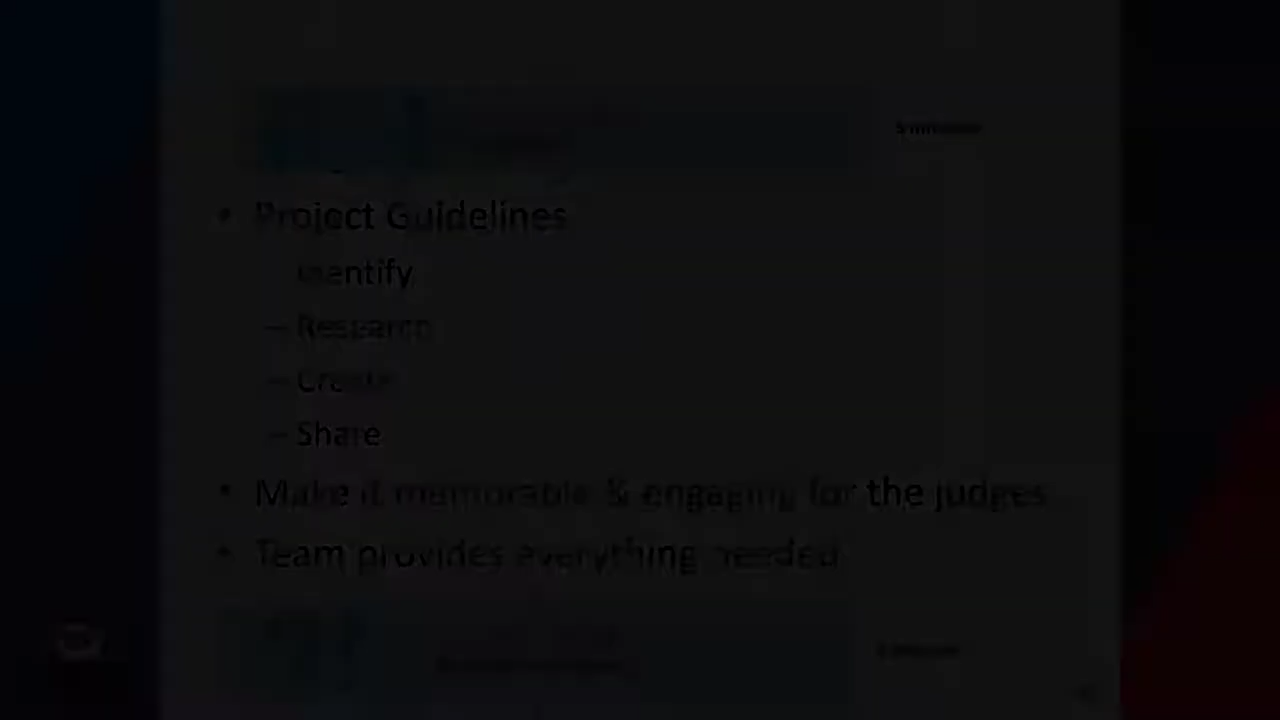 • Project Guidelines
Identify
– Research
– Create
– Share
• Make it memorable & engaging for the judges
• Team provides everything needed